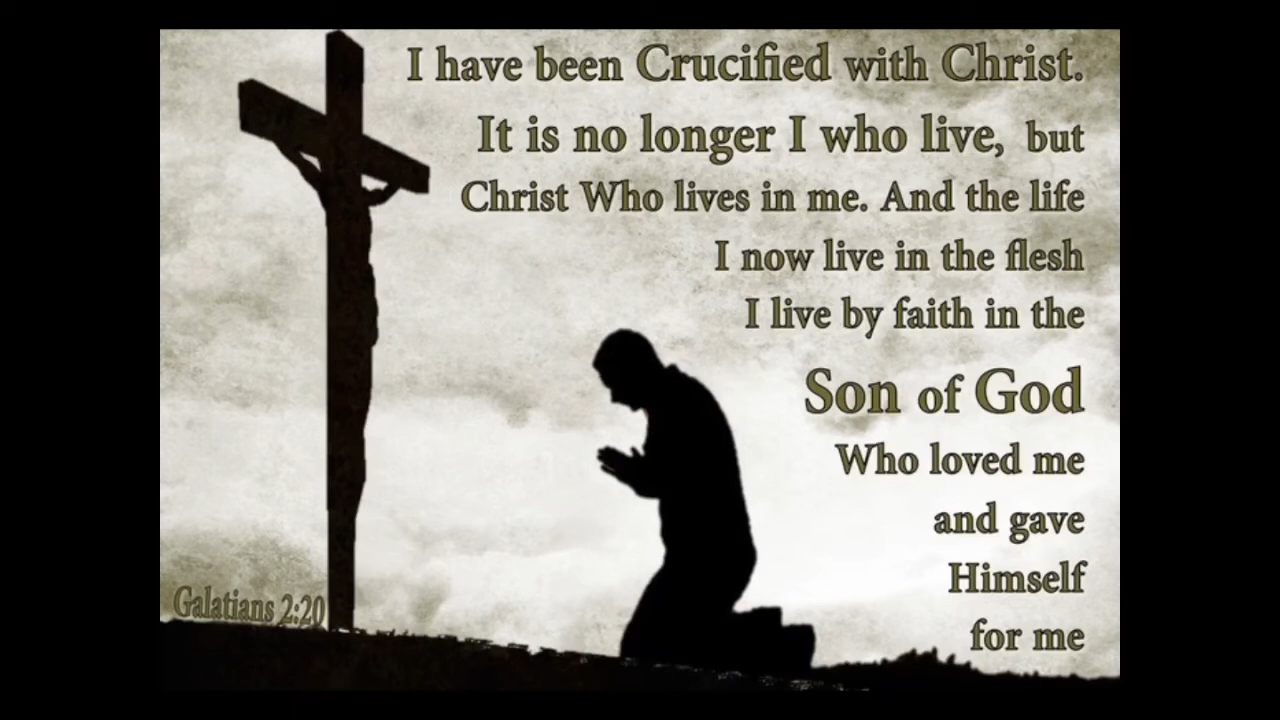 I have been Crucified with Christ.
It is no longer I who live, but
Christ Who lives in me. And the life
I now live in the flesh
I live by faith in the
Son of God
Who loved me
and gave
Himself
for me
Galatians 2:20